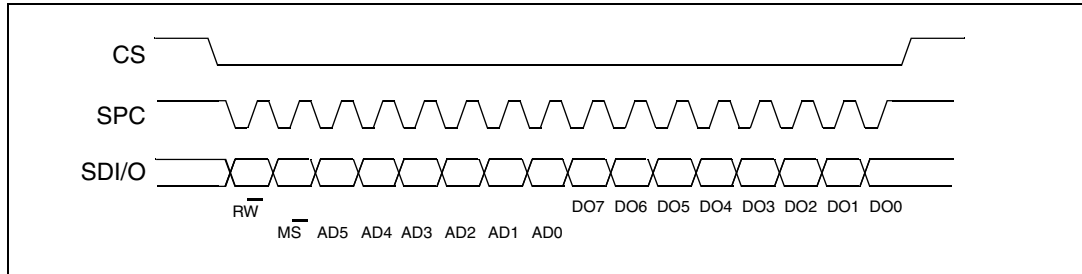 CS
SPC
SDI/O
RW DO7 DO6 DO5 DO4 DO3 DO2 DO1 DO0
MS AD5 AD4 AD3 AD2 AD1 AD0